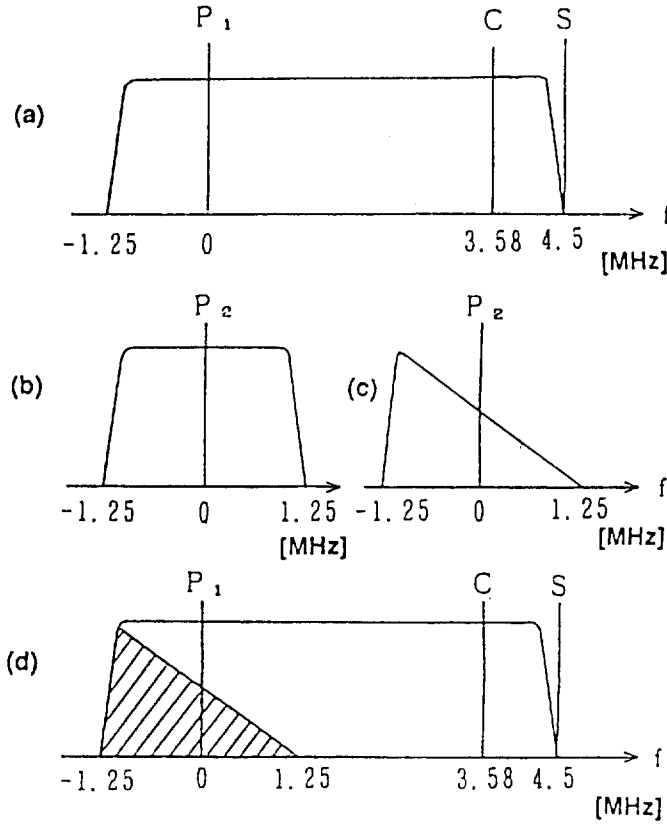 P₁ C S
(a)
f
-1.25 0 3.58 4.5
[MHz]
P₂ P₂
(b) (c)
f
-1.25 0 1.25 -1.25 0 1.25
[MHz] [MHz]
P₁ C S
(d)
f
-1.25 0 1.25 3.58 4.5
[MHz]